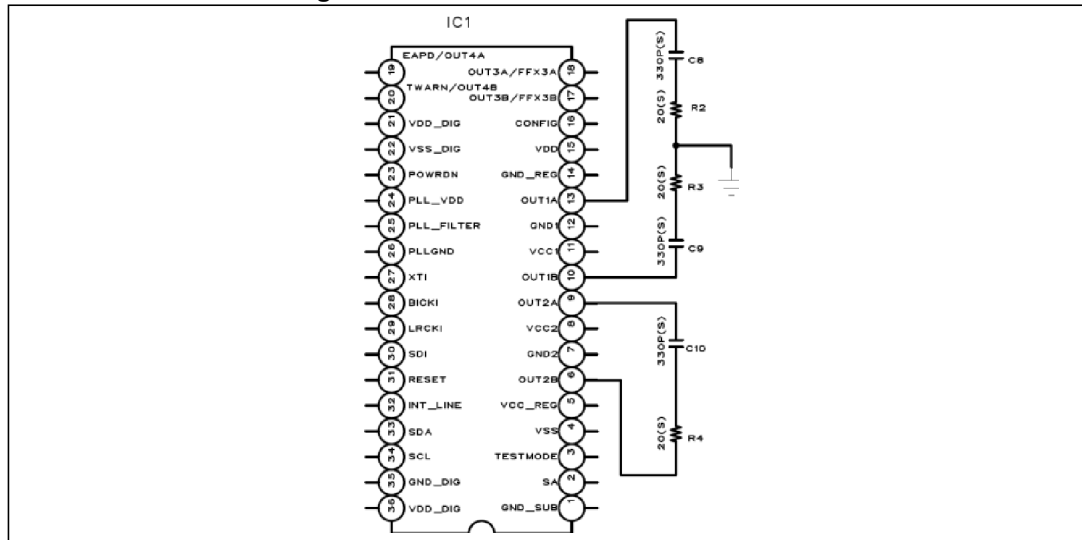 IC1
EAPD/OUT4A
19
OUT3A/FFX3A
18
TWARN/OUT4B
20
OUT3B/FFX3B
17
21 VDD_DIG CONFIG 16
22 VSS_DIG VDD 15
23 POWRDN GND_REG 14
24 PLL_VDD OUT1A 13
25 PLL_FILTER GND1 12
26 PLLGND VCC1 11
27 XTI OUT1B 10
28 BICKI OUT2A 9
29 LRCKI VCC2 8
30 SDI GND2 7
31 RESET OUT2B 6
32 INT_LINE VCC_REG 5
33 SDA VSS 4
34 SCL TESTMODE 3
35 GND_DIG SA 2
36 VDD_DIG GND_SUB 1
330P(S) C8
20(S) R2
20(S) R3
330P(S) C9
330P(S) C10
20(S) R4